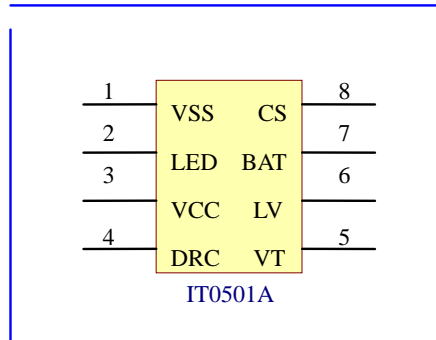 1 8
VSS CS
2 7
LED BAT
3 6
VCC LV
4 5
DRC VT
IT0501A